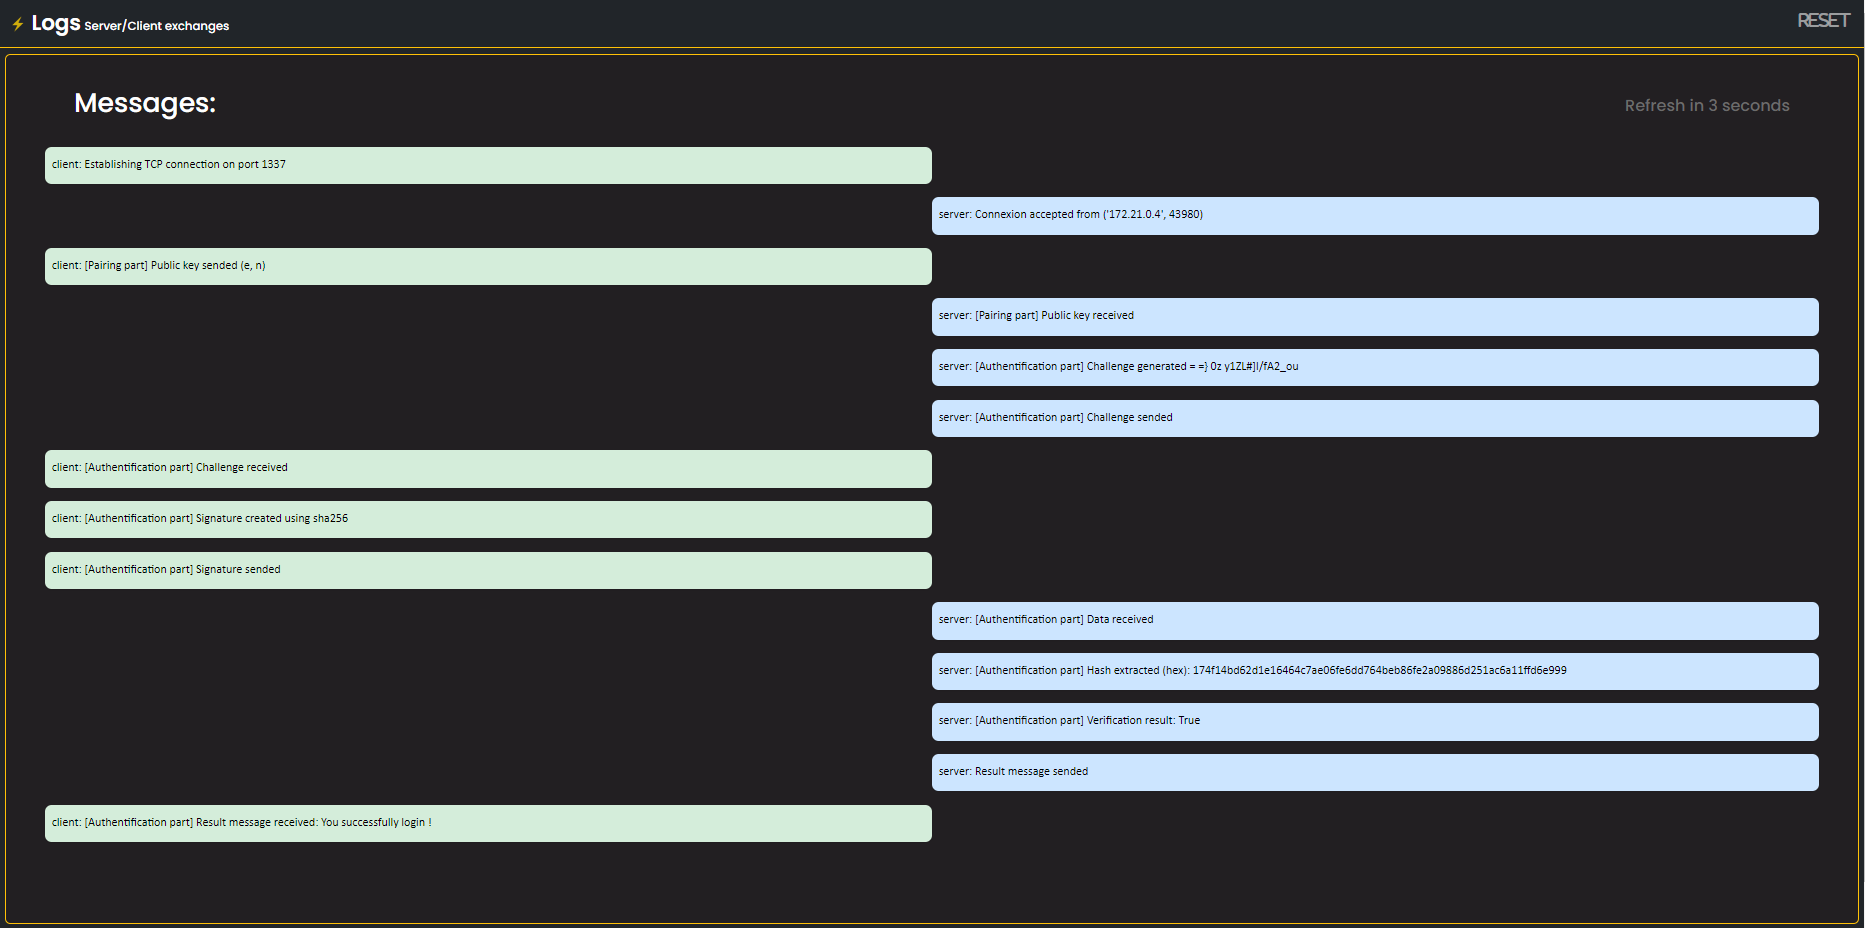 ⚡ Logs Server/Client exchanges
RESET
Messages:
Refresh in 3 seconds
client: Establishing TCP connection on port 1337
server: Connexion accepted from ('172.21.0.4', 43980)
client: [Pairing part] Public key sended (e, n)
server: [Pairing part] Public key received
server: [Authentification part] Challenge generated = =} 0z y1ZL#]I/fA2_ou
server: [Authentification part] Challenge sended
client: [Authentification part] Challenge received
client: [Authentification part] Signature created using sha256
client: [Authentification part] Signature sended
server: [Authentification part] Data received
server: [Authentification part] Hash extracted (hex): 174f14bd62d1e16464c7ae06fe6dd764beb86fe2a09886d251ac6a11ffd6e999
server: [Authentification part] Verification result: True
server: Result message sended
client: [Authentification part] Result message received: You successfully login !